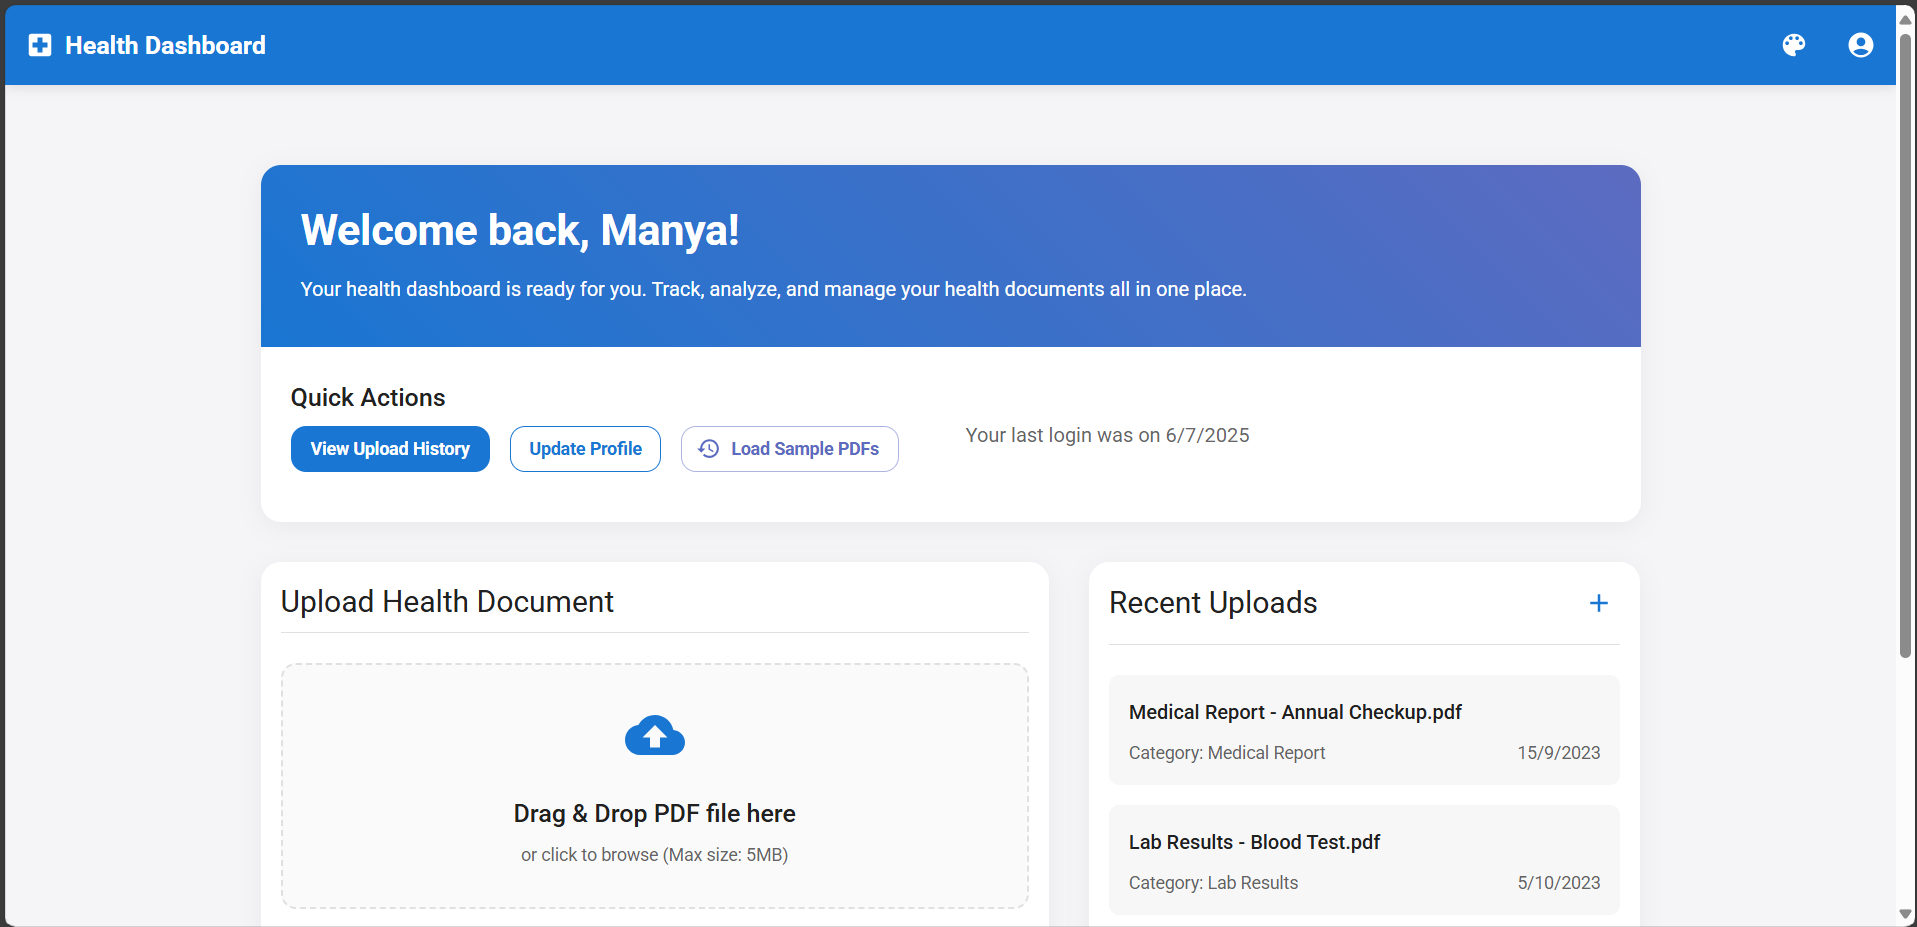 Health Dashboard
Welcome back, Manya!
Your health dashboard is ready for you. Track, analyze, and manage your health documents all in one place.
Quick Actions
View Upload History
Update Profile
Load Sample PDFs
Your last login was on 6/7/2025
Upload Health Document
Drag & Drop PDF file here
or click to browse (Max size: 5MB)
Recent Uploads
Medical Report - Annual Checkup.pdf
Category: Medical Report 15/9/2023
Lab Results - Blood Test.pdf
Category: Lab Results 5/10/2023